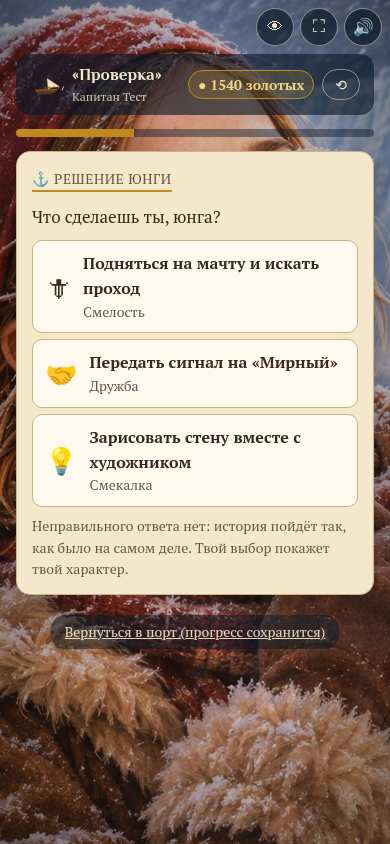 «Проверка»
Капитан Тест
1540 золотых
РЕШЕНИЕ ЮНГИ
Что сделаешь ты, юнга?
Подняться на мачту и искать
проход
Смелость
Передать сигнал на «Мирный»
Дружба
Зарисовать стену вместе с
художником
Смекалка
Неправильного ответа нет: история пойдёт так,
как было на самом деле. Твой выбор покажет
твой характер.
Вернуться в порт (прогресс сохранится)